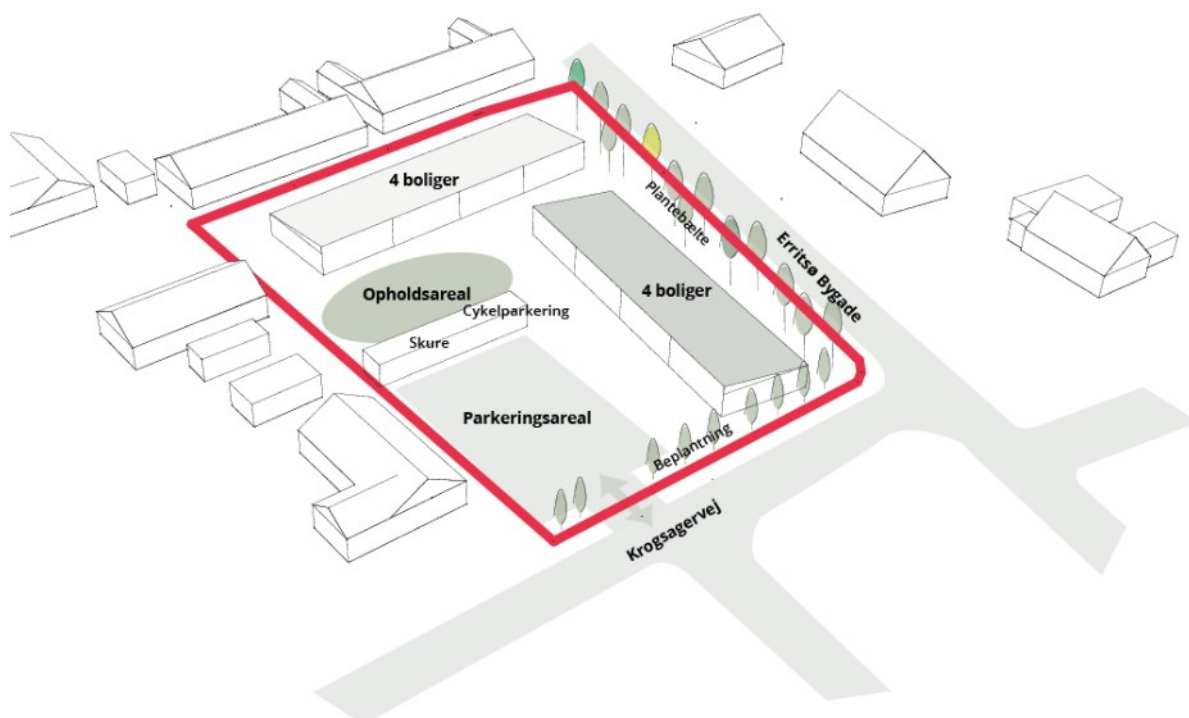 4 boliger
Plantebælte
Erritsø Bygade
Opholdsareal
4 boliger
Cykelparkering
Skure
Parkeringsareal
Beplantning
Krogsagervej